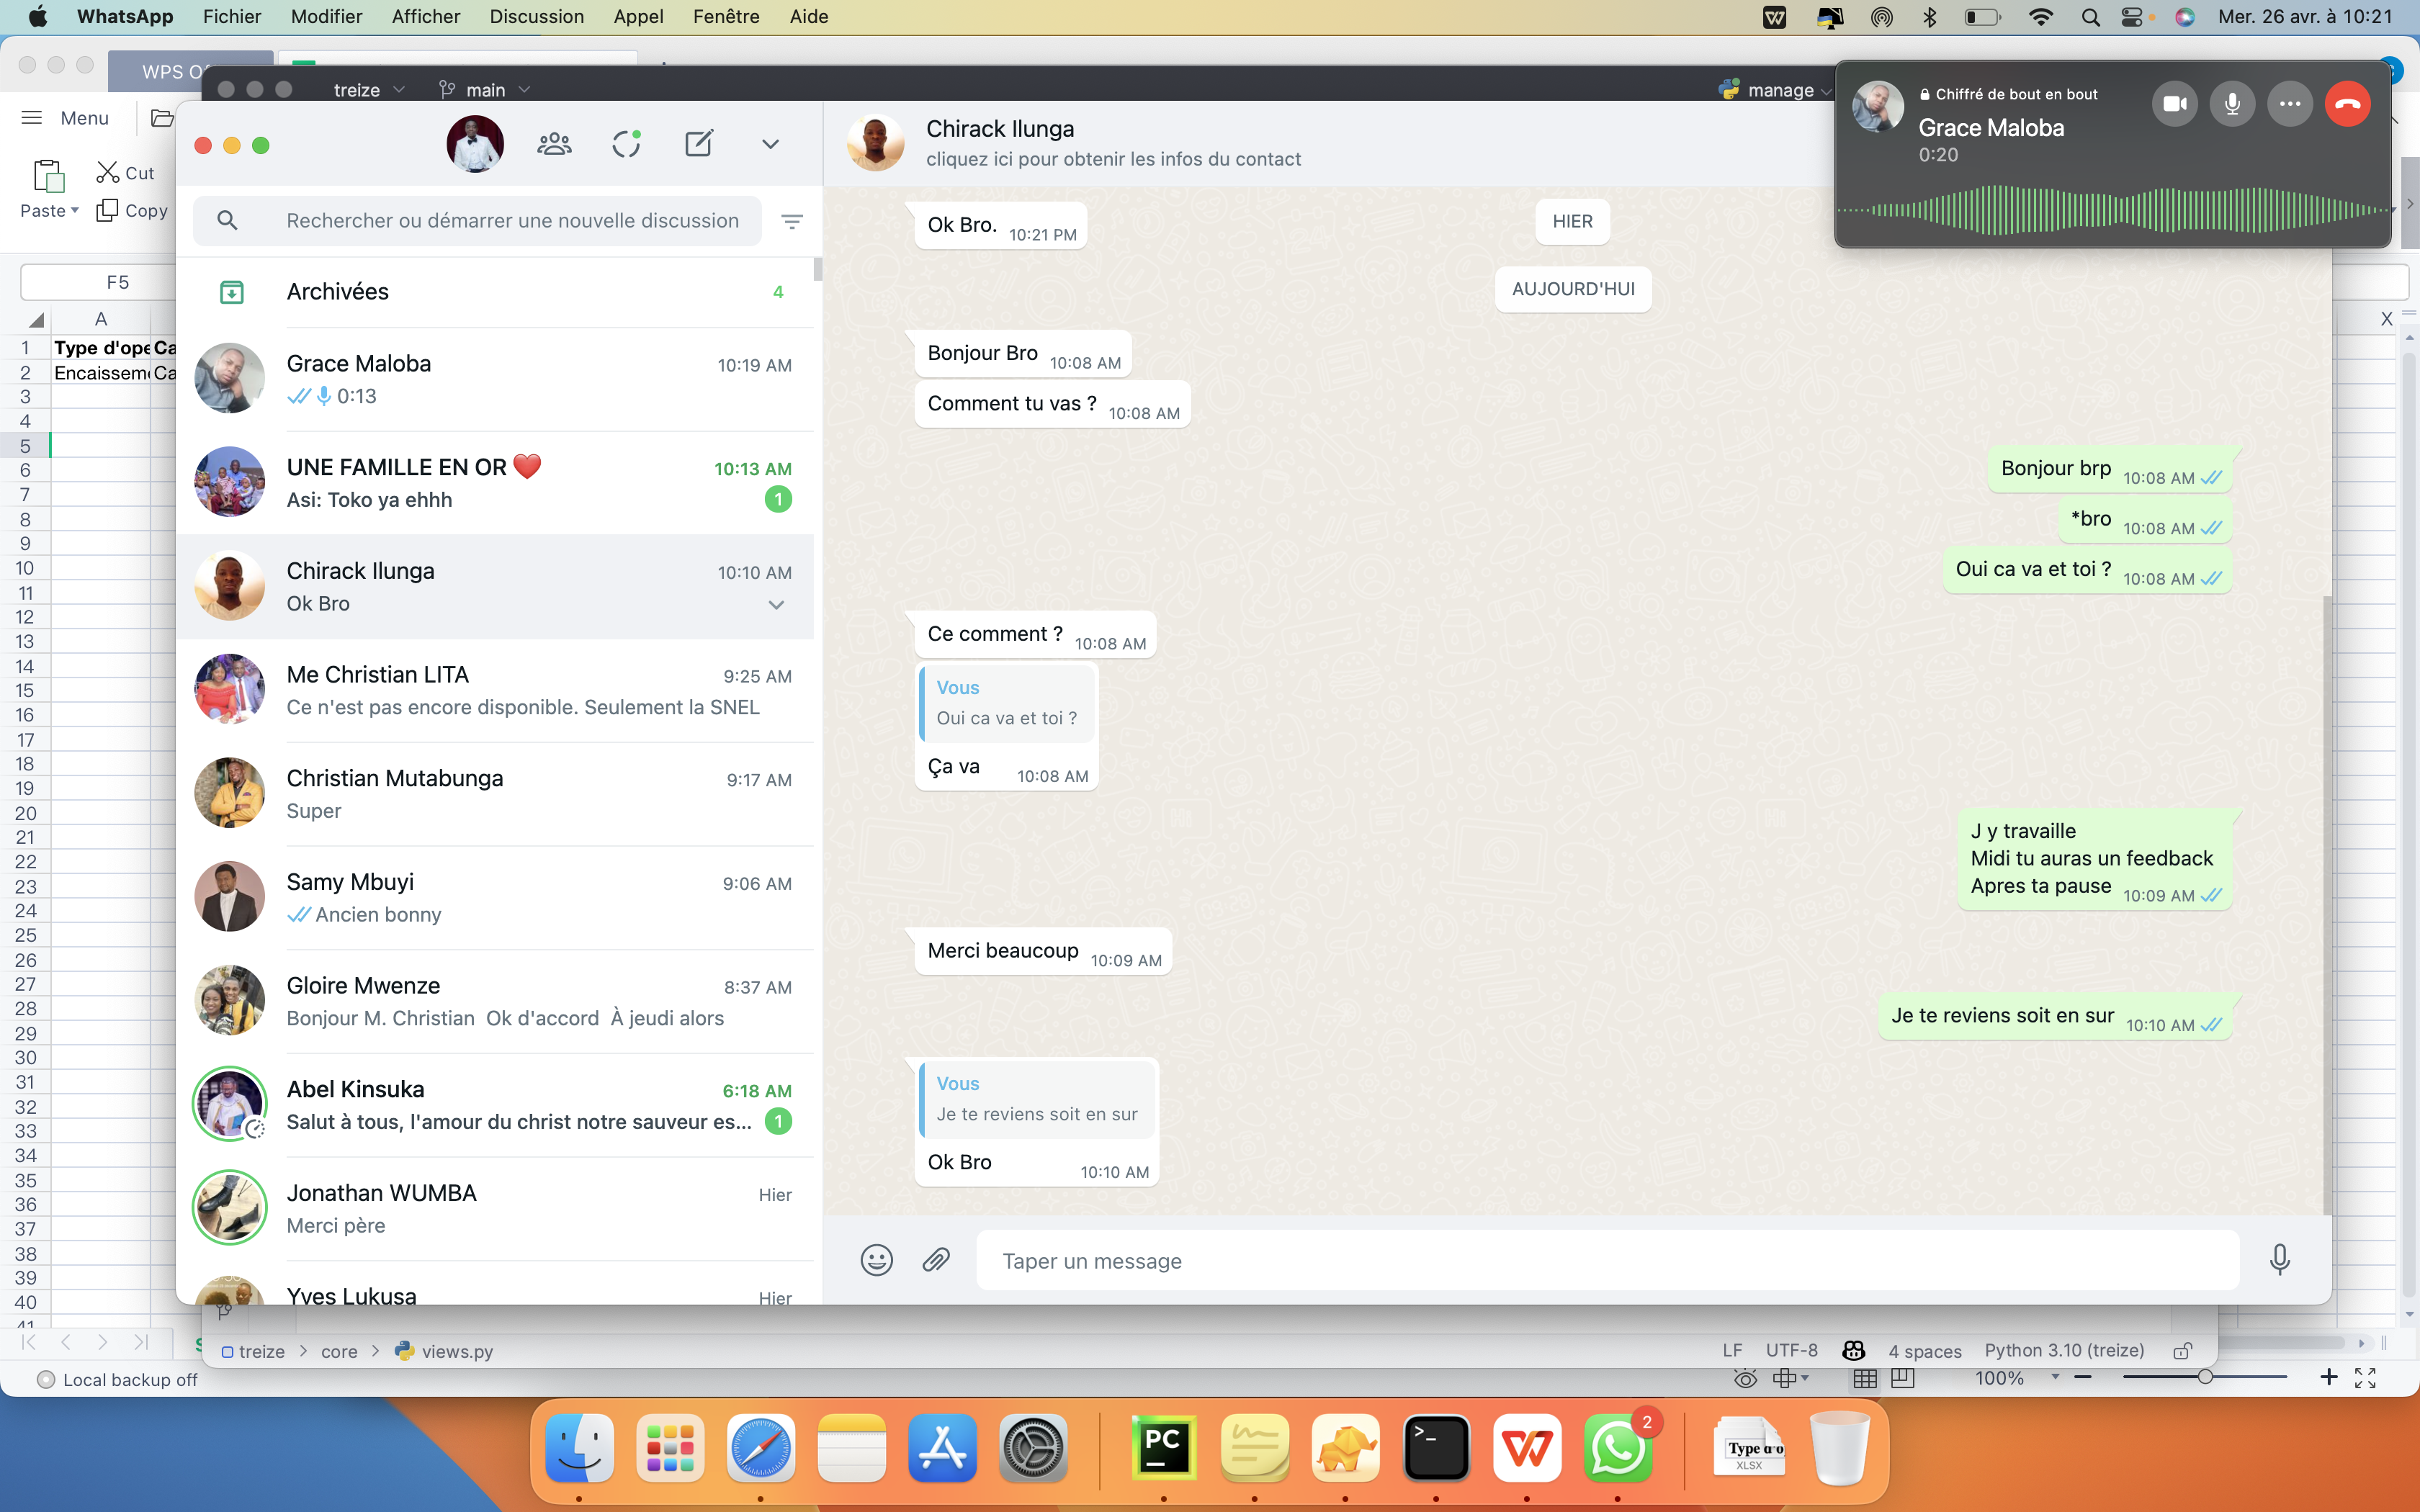 WhatsApp Fichier Modifier Afficher Discussion Appel Fenêtre Aide
Mer. 26 avr. à 10:21
WPS O
treize main
manage
Menu
Cut
Paste
Copy
F5
A
X
1 Type d'ope Ca
2 Encaissem Ca
3
4
5
6
7
8
9
10
11
12
13
14
15
16
17
18
19
20
21
22
23
24
25
26
27
28
29
30
31
32
33
34
35
36
37
38
39
40
41
Rechercher ou démarrer une nouvelle discussion
Archivées 4
Grace Maloba 10:19 AM
0:13
UNE FAMILLE EN OR ❤️ 10:13 AM
Asi: Toko ya ehhh 1
Chirack Ilunga 10:10 AM
Ok Bro
Me Christian LITA 9:25 AM
Ce n'est pas encore disponible. Seulement la SNEL
Christian Mutabunga 9:17 AM
Super
Samy Mbuyi 9:06 AM
Ancien bonny
Gloire Mwenze 8:37 AM
Bonjour M. Christian Ok d'accord À jeudi alors
Abel Kinsuka 6:18 AM
Salut à tous, l'amour du christ notre sauveur es... 1
Jonathan WUMBA Hier
Merci père
Yves Lukusa Hier
Chirack Ilunga
cliquez ici pour obtenir les infos du contact
Chiffré de bout en bout
Grace Maloba
0:20
Ok Bro. 10:21 PM
HIER
AUJOURD'HUI
Bonjour Bro 10:08 AM
Comment tu vas ? 10:08 AM
Bonjour brp 10:08 AM
*bro 10:08 AM
Oui ca va et toi ? 10:08 AM
Ce comment ? 10:08 AM
Vous
Oui ca va et toi ?
Ça va 10:08 AM
J y travaille
Midi tu auras un feedback
Apres ta pause 10:09 AM
Merci beaucoup 10:09 AM
Je te reviens soit en sur 10:10 AM
Vous
Je te reviens soit en sur
Ok Bro 10:10 AM
Taper un message
treize > core > views.py
LF UTF-8 4 spaces Python 3.10 (treize)
Local backup off
100%
PC
2
XLSX